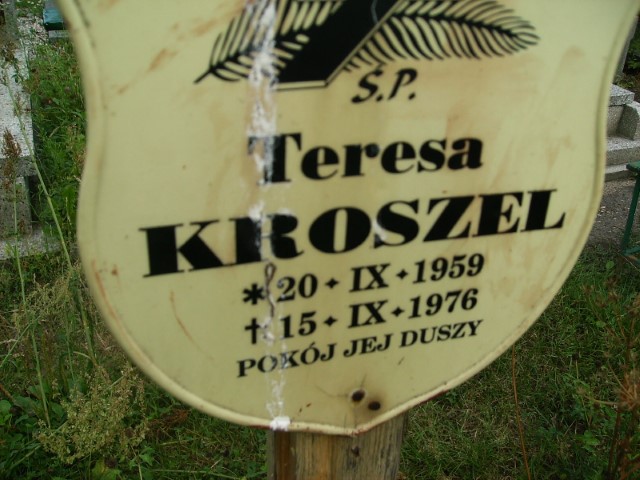 Ś.P.
Teresa
KROSZEL
* 20 + IX + 1959
† 15 + IX + 1976
POKÓJ JEJ DUSZY